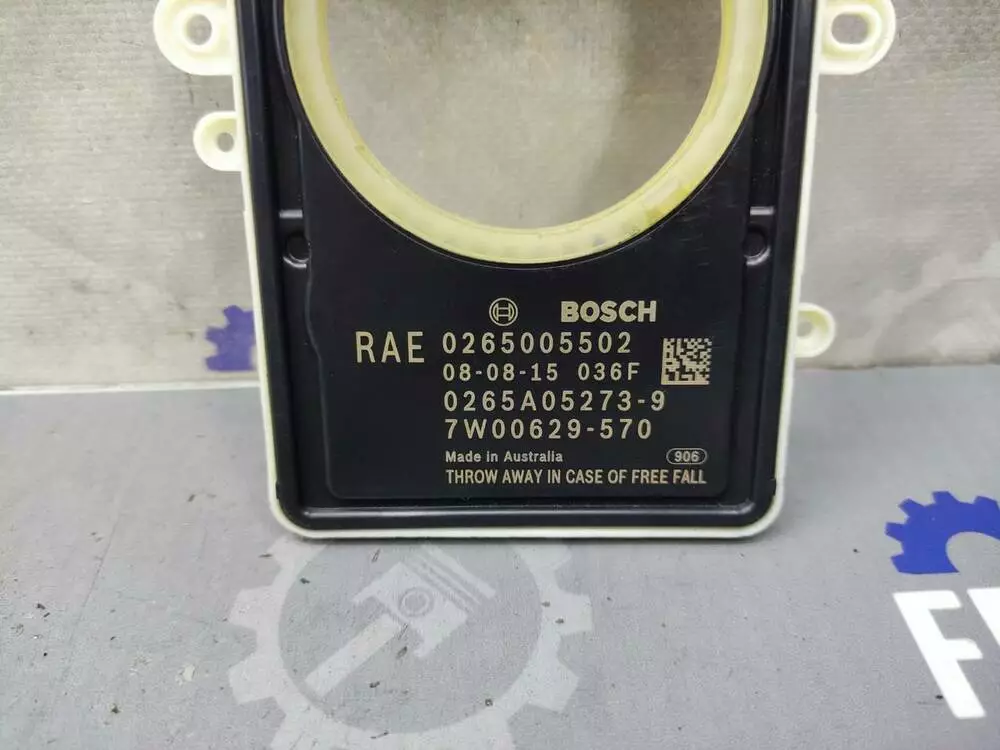 BOSCH
RAE 0265005502
08-08-15 036F
0265A05273-9
7W00629-570
Made in Australia 906
THROW AWAY IN CASE OF FREE FALL